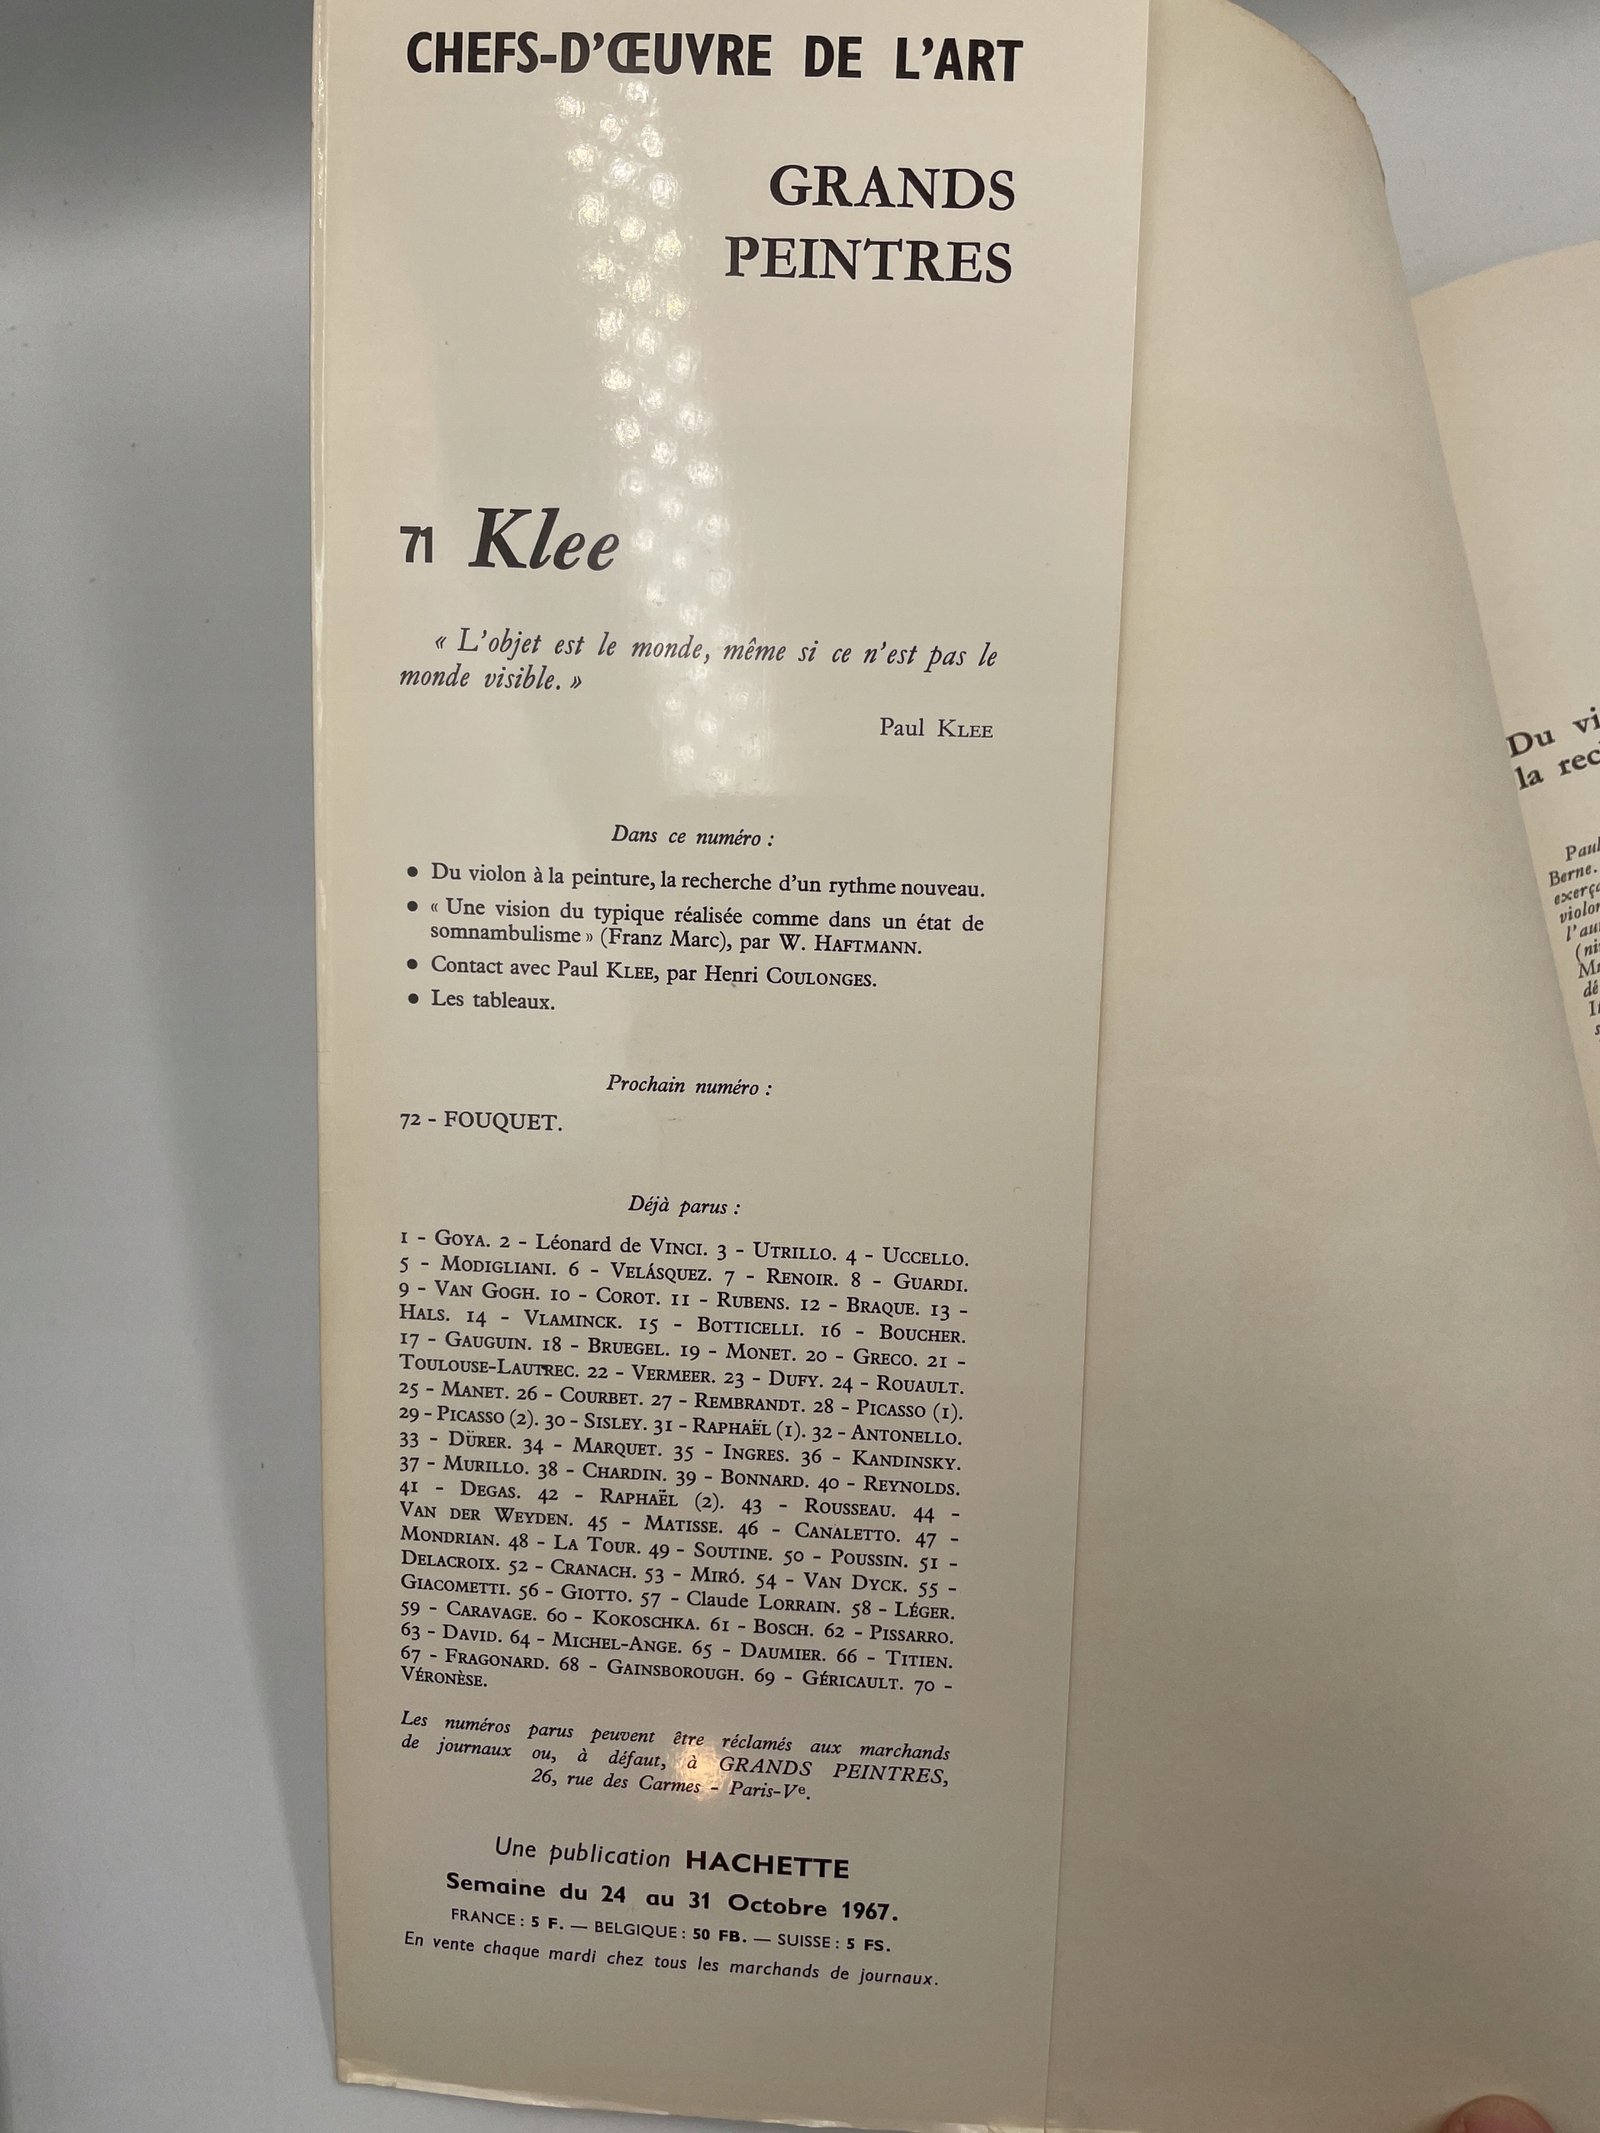 CHEFS-D'ŒUVRE DE L'ART
GRANDS
PEINTRES
71 Klee
« L'objet est le monde, même si ce n'est pas le
monde visible. »
Paul KLEE
Dans ce numéro :
● Du violon à la peinture, la recherche d'un rythme nouveau.
● « Une vision du typique réalisée comme dans un état de
somnambulisme » (Franz Marc), par W. HAFTMANN.
● Contact avec Paul KLEE, par Henri COULONGES.
● Les tableaux.
Prochain numéro :
72 - FOUQUET.
Déjà parus :
1 - GOYA. 2 - Léonard de VINCI. 3 - UTRILLO. 4 - UCCELLO.
5 - MODIGLIANI. 6 - VELÁSQUEZ. 7 - RENOIR. 8 - GUARDI.
9 - VAN GOGH. 10 - COROT. 11 - RUBENS. 12 - BRAQUE. 13 -
HALS. 14 - VLAMINCK. 15 - BOTTICELLI. 16 - BOUCHER.
17 - GAUGUIN. 18 - BRUEGEL. 19 - MONET. 20 - GRECO. 21 -
TOULOUSE-LAUTREC. 22 - VERMEER. 23 - DUFY. 24 - ROUAULT.
25 - MANET. 26 - COURBET. 27 - REMBRANDT. 28 - PICASSO (1).
29 - PICASSO (2). 30 - SISLEY. 31 - RAPHAËL (1). 32 - ANTONELLO.
33 - DÜRER. 34 - MARQUET. 35 - INGRES. 36 - KANDINSKY.
37 - MURILLO. 38 - CHARDIN. 39 - BONNARD. 40 - REYNOLDS.
41 - DEGAS. 42 - RAPHAËL (2). 43 - ROUSSEAU. 44 -
VAN DER WEYDEN. 45 - MATISSE. 46 - CANALETTO. 47 -
MONDRIAN. 48 - LA TOUR. 49 - SOUTINE. 50 - POUSSIN. 51 -
DELACROIX. 52 - CRANACH. 53 - MIRÓ. 54 - VAN DYCK. 55 -
GIACOMETTI. 56 - GIOTTO. 57 - Claude LORRAIN. 58 - LÉGER.
59 - CARAVAGE. 60 - KOKOSCHKA. 61 - BOSCH. 62 - PISSARRO.
63 - DAVID. 64 - MICHEL-ANGE. 65 - DAUMIER. 66 - TITIEN.
67 - FRAGONARD. 68 - GAINSBOROUGH. 69 - GÉRICAULT. 70 -
VÉRONÈSE.
Les numéros parus peuvent être réclamés aux marchands
de journaux ou, à défaut, à GRANDS PEINTRES,
26, rue des Carmes - Paris-Ve.
Une publication HACHETTE
Semaine du 24 au 31 Octobre 1967.
FRANCE : 5 F. — BELGIQUE : 50 FB. — SUISSE : 5 FS.
En vente chaque mardi chez tous les marchands de journaux.
Du
la
Berne.